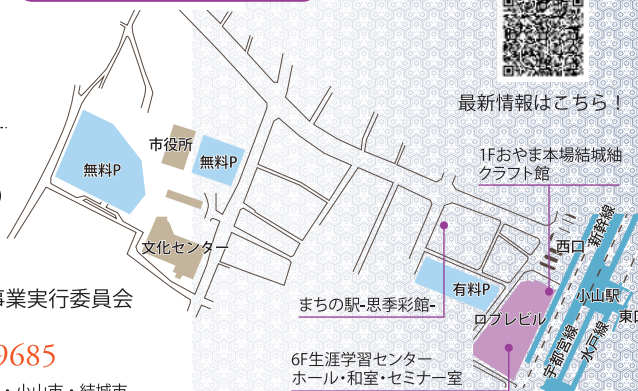 最新情報はこちら！
1Fおやま本場結城紬
クラフト館
市役所
無料P
無料P
文化センター
西口
新幹線
小山駅
東口
有料P
ロブレビル
まちの駅-思季彩館-
宇都宮線
水戸線
事業実行委員会
9685
6F生涯学習センター
ホール・和室・セミナー室
・小山市・結城市